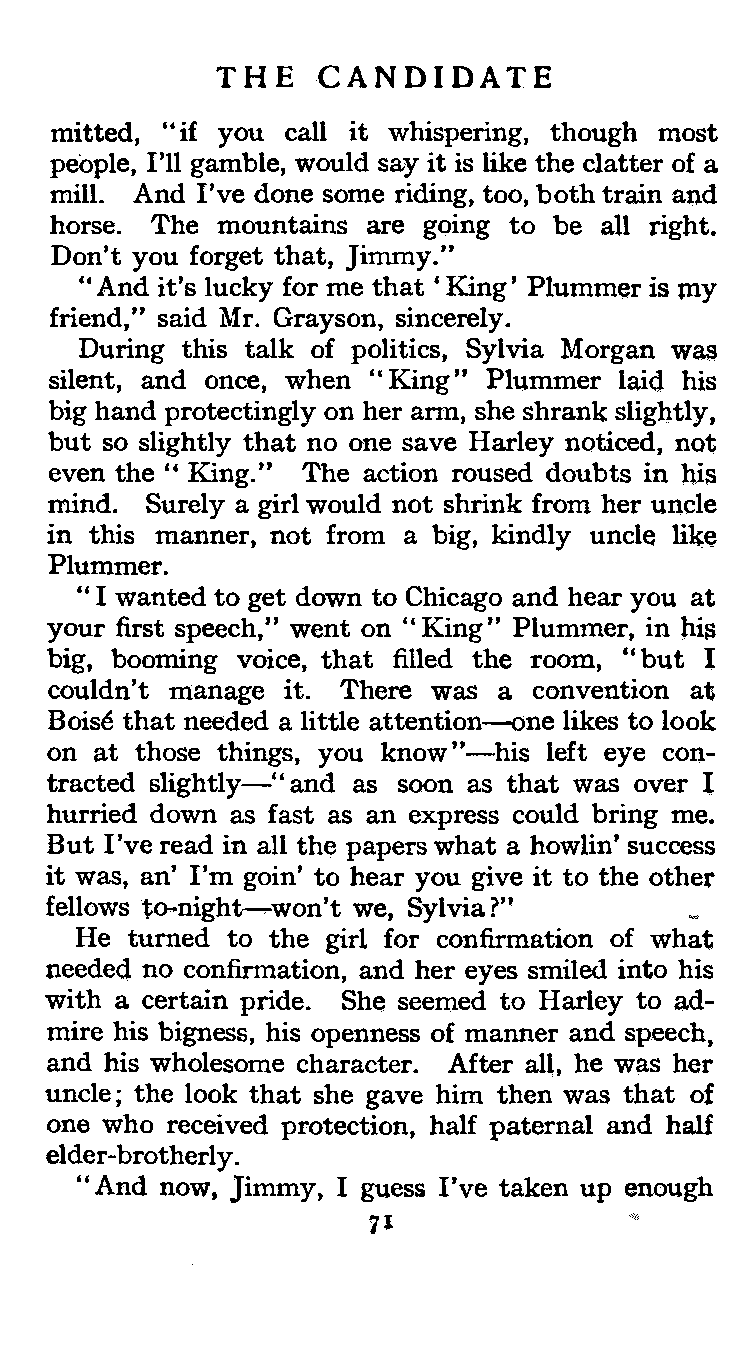 THE CANDIDATE
mitted, "if you call it whispering, though most
people, I'll gamble, would say it is like the clatter of a
mill. And I've done some riding, too, both train and
horse. The mountains are going to be all right.
Don't you forget that, Jimmy."
"And it's lucky for me that 'King' Plummer is my
friend," said Mr. Grayson, sincerely.
During this talk of politics, Sylvia Morgan was
silent, and once, when "King" Plummer laid his
big hand protectingly on her arm, she shrank slightly,
but so slightly that no one save Harley noticed, not
even the "King." The action roused doubts in his
mind. Surely a girl would not shrink from her uncle
in this manner, not from a big, kindly uncle like
Plummer.
"I wanted to get down to Chicago and hear you at
your first speech," went on "King" Plummer, in his
big, booming voice, that filled the room, "but I
couldn't manage it. There was a convention at
Boisé that needed a little attention—one likes to look
on at those things, you know"—his left eye con-
tracted slightly—"and as soon as that was over I
hurried down as fast as an express could bring me.
But I've read in all the papers what a howlin' success
it was, an' I'm goin' to hear you give it to the other
fellows to-night—won't we, Sylvia?"
He turned to the girl for confirmation of what
needed no confirmation, and her eyes smiled into his
with a certain pride. She seemed to Harley to ad-
mire his bigness, his openness of manner and speech,
and his wholesome character. After all, he was her
uncle; the look that she gave him then was that of
one who received protection, half paternal and half
elder-brotherly.
"And now, Jimmy, I guess I've taken up enough
71